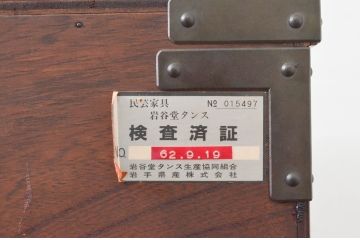 民芸家具 № 015497
岩谷堂タンス
検査済証
NO. 62.9.19
岩谷堂タンス生産協同組合
岩手県産株式会社